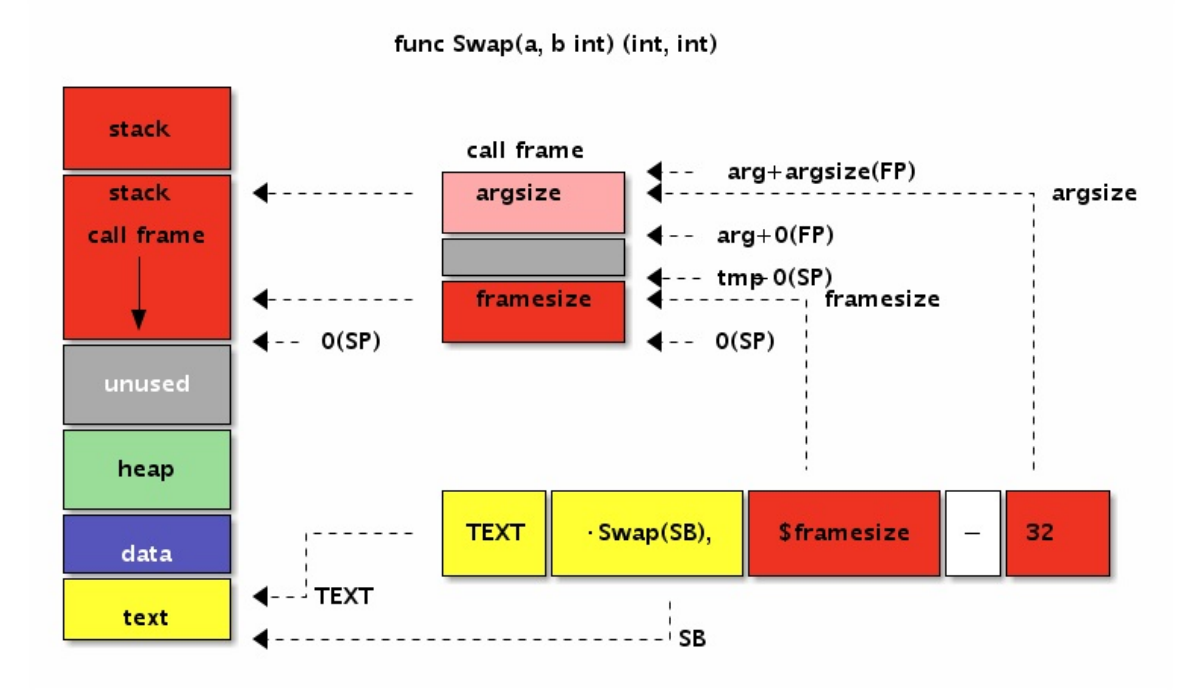 func Swap(a, b int) (int, int)
stack
stack
call frame
0(SP)
unused
heap
data
text
call frame
argsize
framesize
arg+argsize(FP)
argsize
arg+0(FP)
tmp-0(SP)
framesize
0(SP)
TEXT ·Swap(SB), $framesize – 32
TEXT
SB